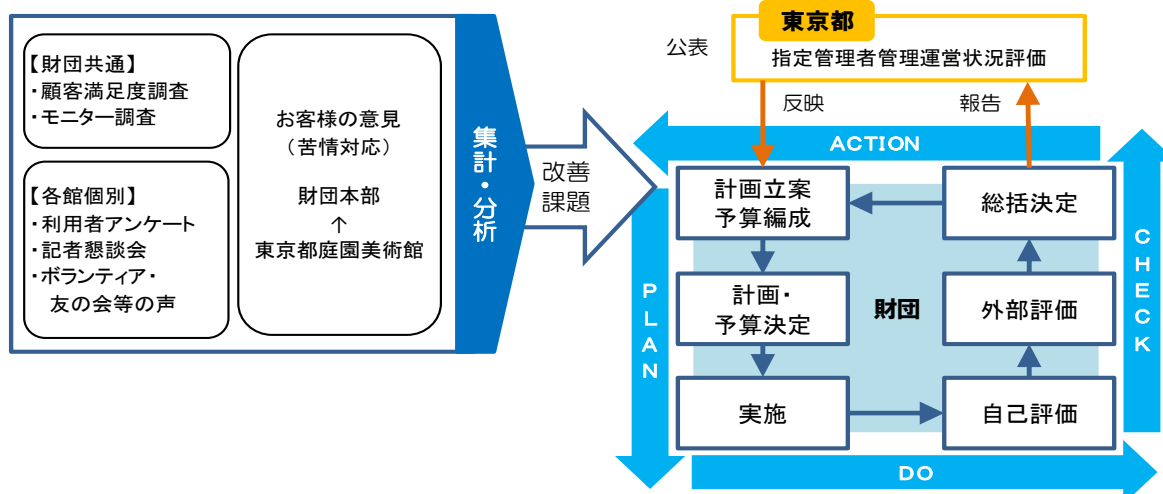 【財団共通】
・顧客満足度調査
・モニター調査
【各館個別】
・利用者アンケート
・記者懇談会
・ボランティア・
友の会等の声
お客様の意見
（苦情対応）
財団本部
↑
東京都庭園美術館
集計・分析
改善
課題
東京都
公表
指定管理者管理運営状況評価
反映
報告
ACTION
計画立案
予算編成
総括決定
計画・
予算決定
財団
外部評価
実施
自己評価
PLAN
CHECK
DO